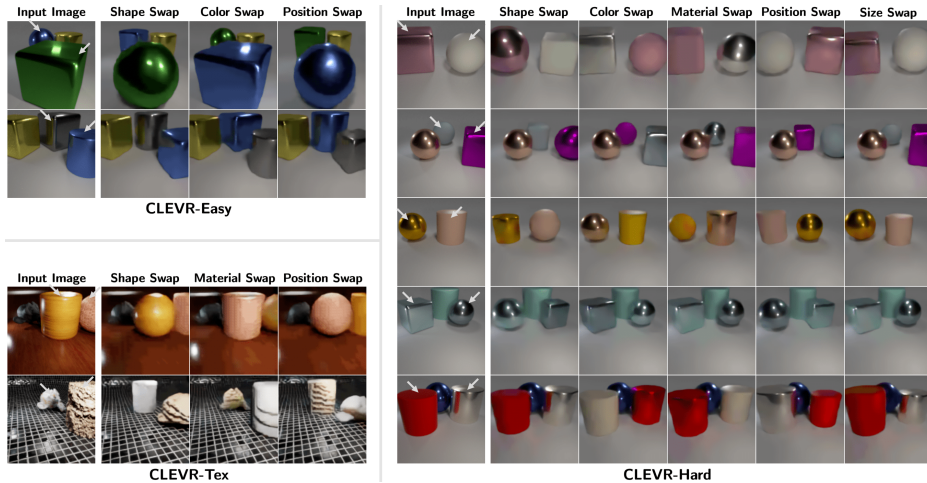 Input Image Shape Swap Color Swap Position Swap
CLEVR-Easy
Input Image Shape Swap Material Swap Position Swap
CLEVR-Tex
Input Image Shape Swap Color Swap Material Swap Position Swap Size Swap
CLEVR-Hard